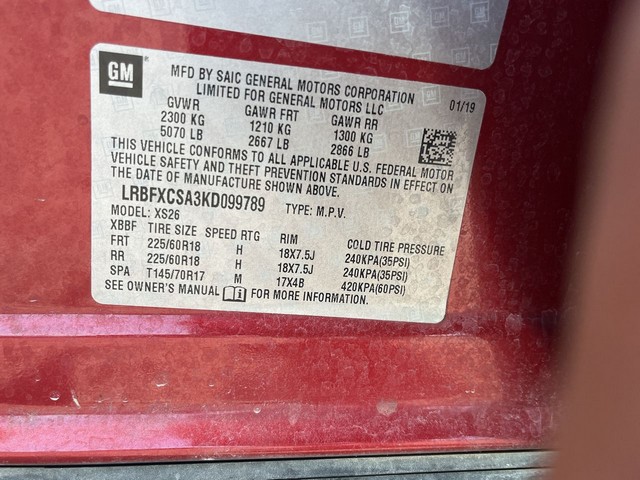 GM
MFD BY SAIC GENERAL MOTORS CORPORATION
LIMITED FOR GENERAL MOTORS LLC
01/19
GVWR GAWR FRT GAWR RR
2300 KG 1210 KG 1300 KG
5070 LB 2667 LB 2866 LB
THIS VEHICLE CONFORMS TO ALL APPLICABLE U.S. FEDERAL MOTOR
VEHICLE SAFETY AND THEFT PREVENTION STANDARDS IN EFFECT ON
THE DATE OF MANUFACTURE SHOWN ABOVE.
LRBFXCSA3KD099789 TYPE: M.P.V.
MODEL: XS26
XBBF TIRE SIZE SPEED RTG RIM COLD TIRE PRESSURE
FRT 225/60R18 H 18X7.5J 240KPA(35PSI)
RR 225/60R18 H 18X7.5J 240KPA(35PSI)
SPA T145/70R17 M 17X4B 420KPA(60PSI)
SEE OWNER'S MANUAL FOR MORE INFORMATION.